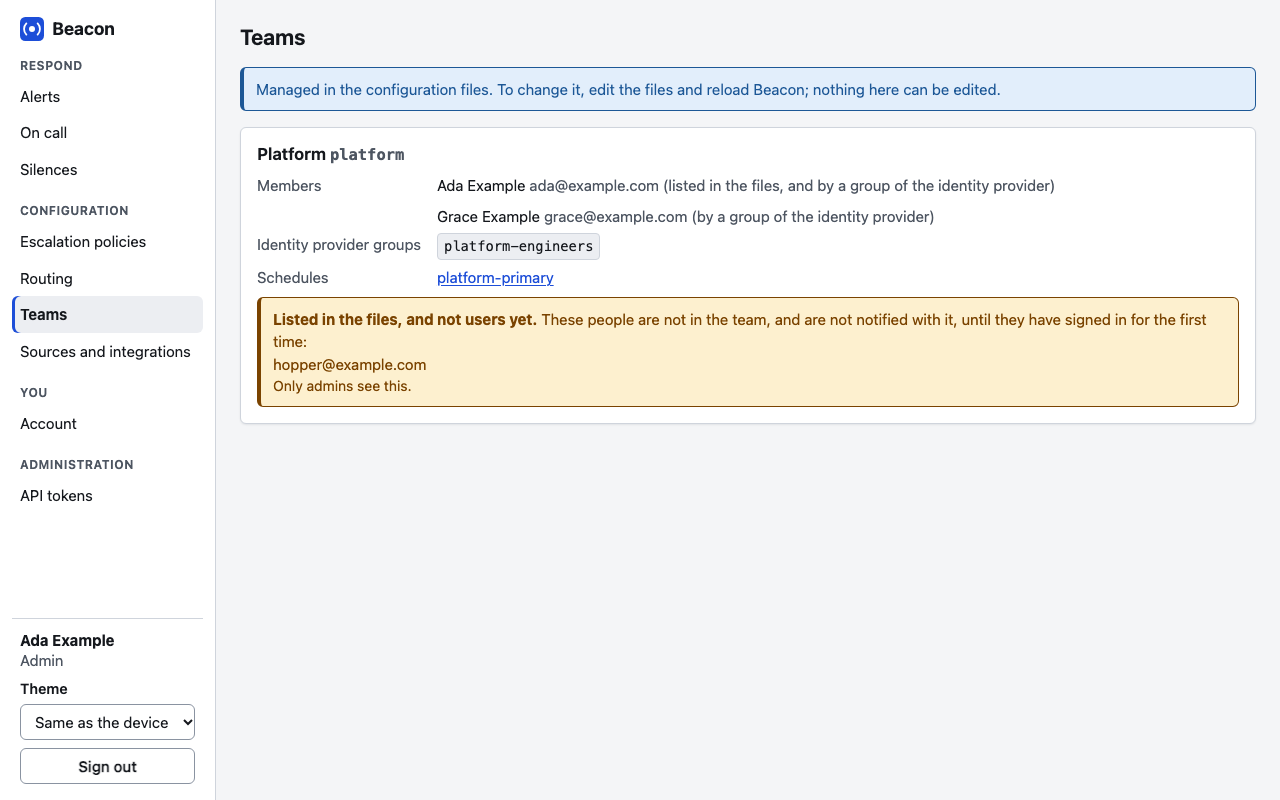 Beacon
RESPOND
Alerts
On call
Silences
CONFIGURATION
Escalation policies
Routing
Teams
Sources and integrations
YOU
Account
ADMINISTRATION
API tokens
Ada Example
Admin
Theme
Same as the device
Sign out
Teams
Managed in the configuration files. To change it, edit the files and reload Beacon; nothing here can be edited.
Platform platform
Members Ada Example ada@example.com (listed in the files, and by a group of the identity provider)
Grace Example grace@example.com (by a group of the identity provider)
Identity provider groups platform-engineers
Schedules platform-primary
Listed in the files, and not users yet. These people are not in the team, and are not notified with it, until they have signed in for the first
time:
hopper@example.com
Only admins see this.